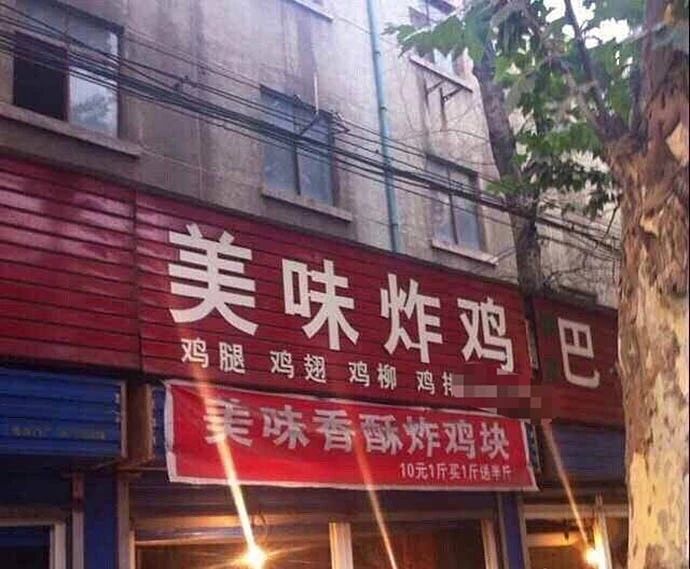 美味炸鸡
鸡腿 鸡翅 鸡柳 鸡排
巴
美味香酥炸鸡块
10元1斤买1斤送半斤